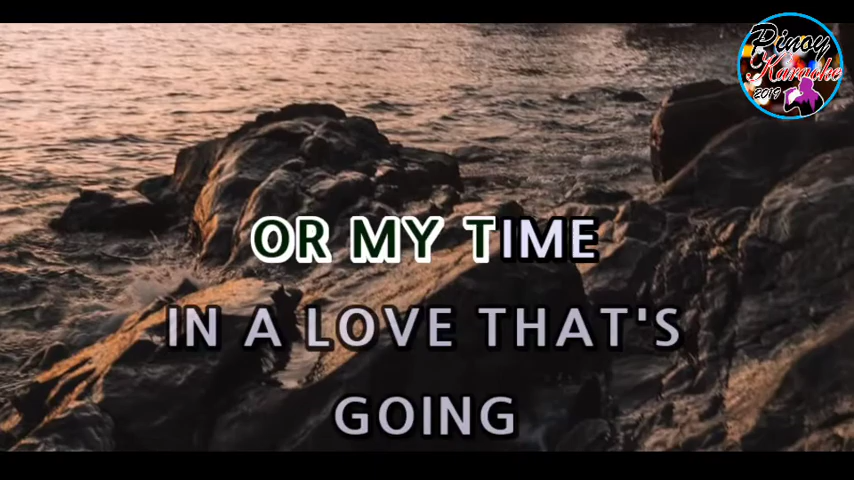 Pinoy
Karaoke
2019
OR MY TIME
IN A LOVE THAT'S
GOING